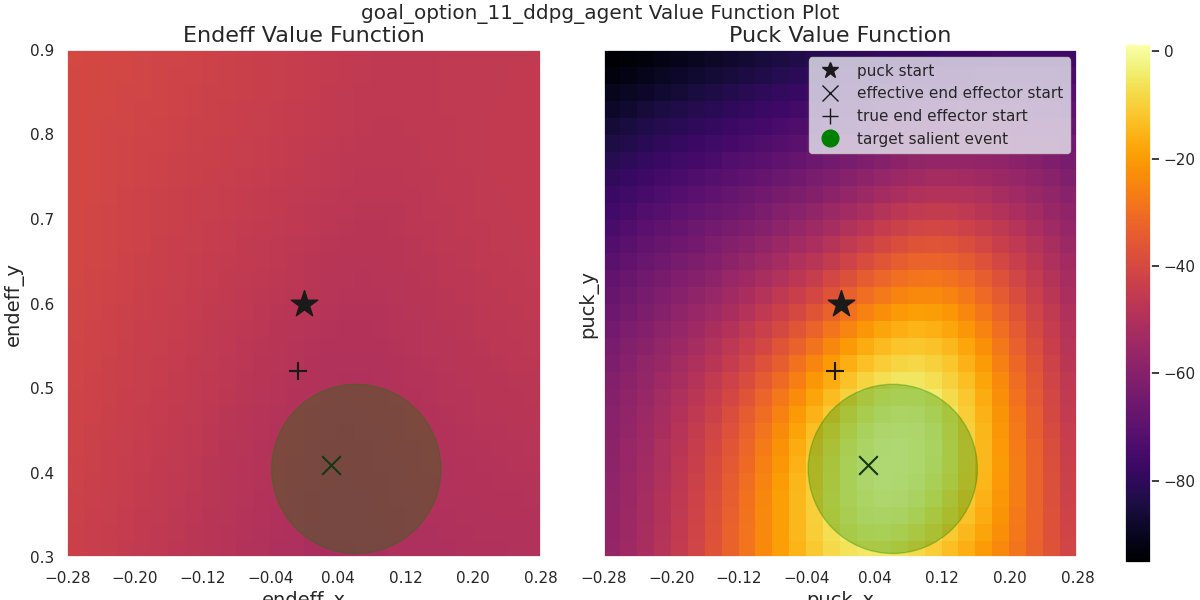 goal_option_11_ddpg_agent Value Function Plot
Endeff Value Function
Puck Value Function
0.9
0.8
0.7
0.6
0.5
0.4
0.3
endeff_y
−0.28 −0.20 −0.12 −0.04 0.04 0.12 0.20 0.28
endeff_x
puck_y
puck start
effective end effector start
true end effector start
target salient event
−0.28 −0.20 −0.12 −0.04 0.04 0.12 0.20 0.28
puck_x
0
−20
−40
−60
−80